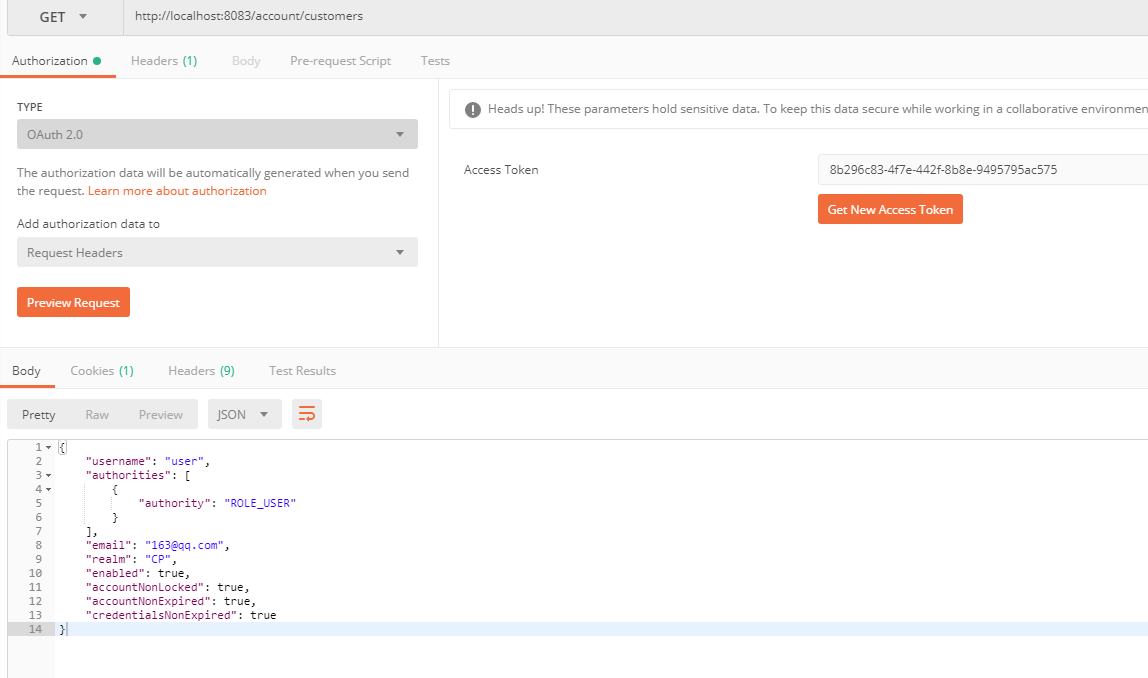 GET http://localhost:8083/account/customers
Authorization Headers (1) Body Pre-request Script Tests
TYPE
OAuth 2.0
The authorization data will be automatically generated when you send
the request. Learn more about authorization
Add authorization data to
Request Headers
Preview Request
Heads up! These parameters hold sensitive data. To keep this data secure while working in a collaborative environmen
Access Token 8b296c83-4f7e-442f-8b8e-9495795ac575
Get New Access Token
Body Cookies (1) Headers (9) Test Results
Pretty Raw Preview JSON
1 {
2 "username": "user",
3 "authorities": [
4 {
5 "authority": "ROLE_USER"
6 }
7 ],
8 "email": "163@qq.com",
9 "realm": "CP",
10 "enabled": true,
11 "accountNonLocked": true,
12 "accountNonExpired": true,
13 "credentialsNonExpired": true
14 }